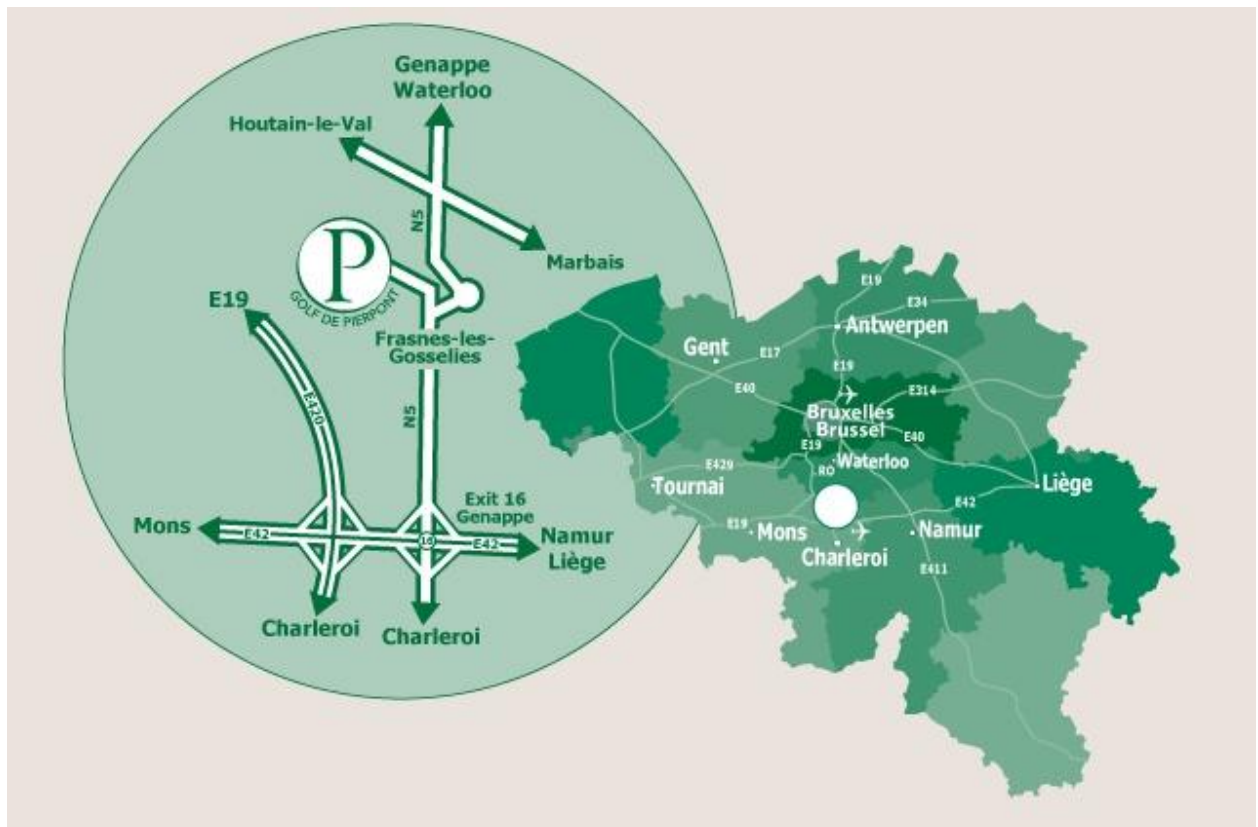 Genappe
Waterloo
Houtain-le-Val
N5
Marbais
P
GOLF DE PIERPONT
E19
Frasnes-les-
Gosselies
E420
N5
Exit 16
Genappe
Mons
E42
16
E42
Namur
Liège
Charleroi
Charleroi
E19
E34
Antwerpen
Gent
E17
E19
E40
E314
Bruxelles
Brussel
E19
E40
Waterloo
E429
RO
Tournai
E42
Liège
E19
Mons
Namur
Charleroi
E411